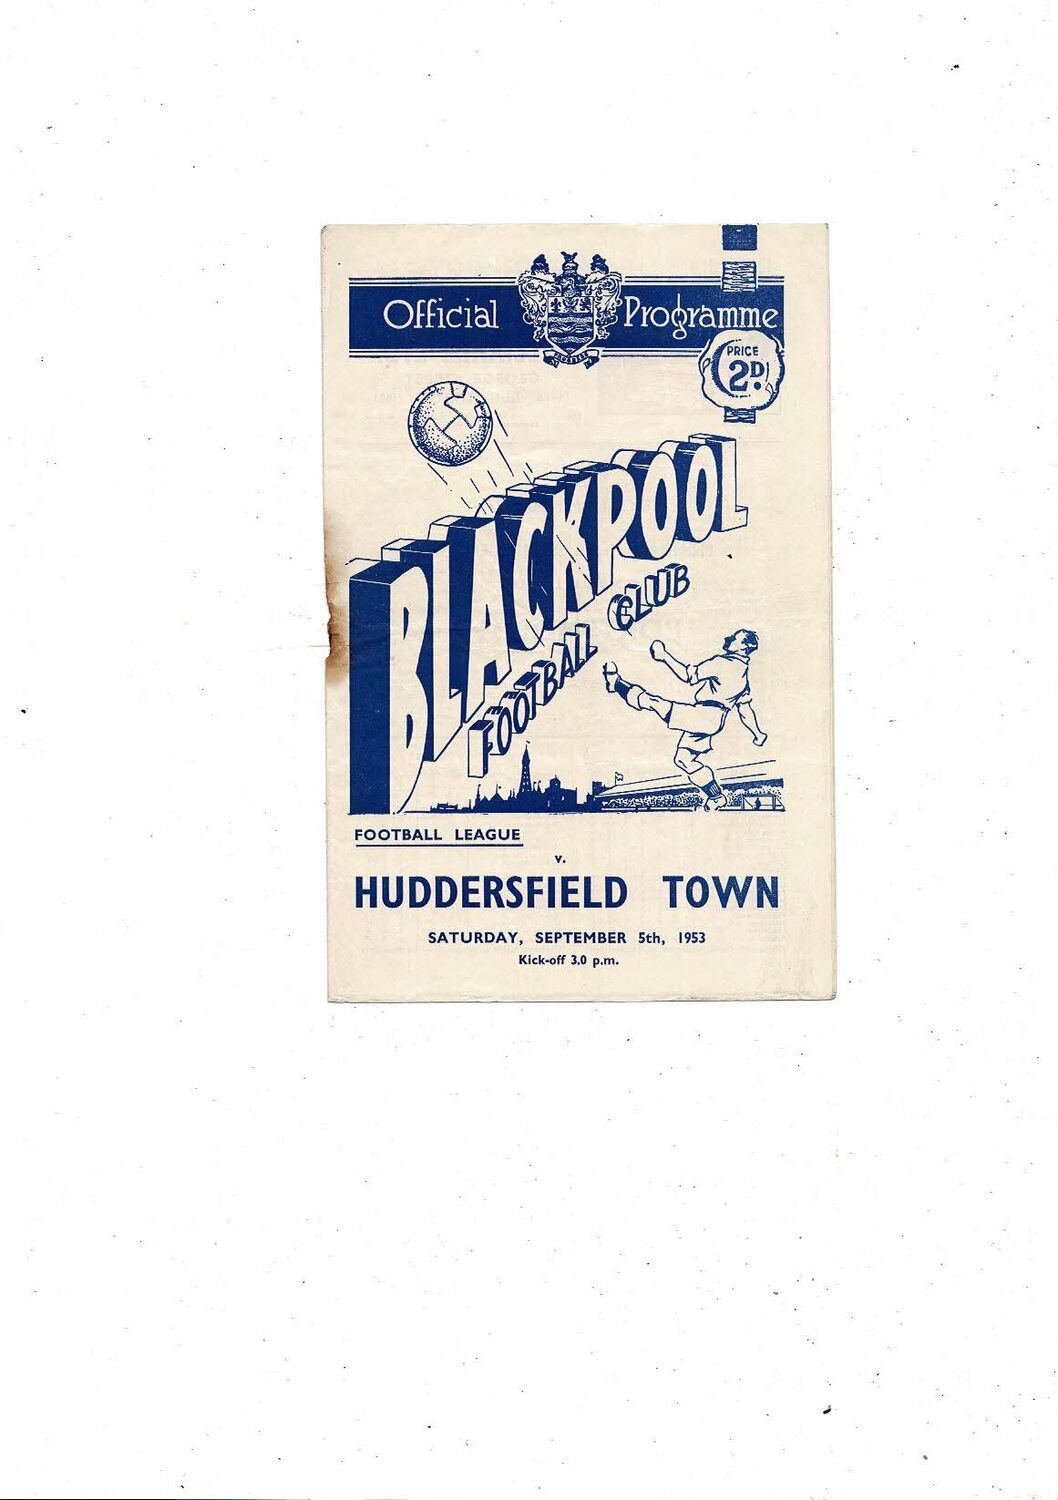 Official Programme
PRICE
2D.
BLACKPOOL
FOOTBALL CLUB
FOOTBALL LEAGUE
v.
HUDDERSFIELD TOWN
SATURDAY, SEPTEMBER 5th, 1953
Kick-off 3.0 p.m.